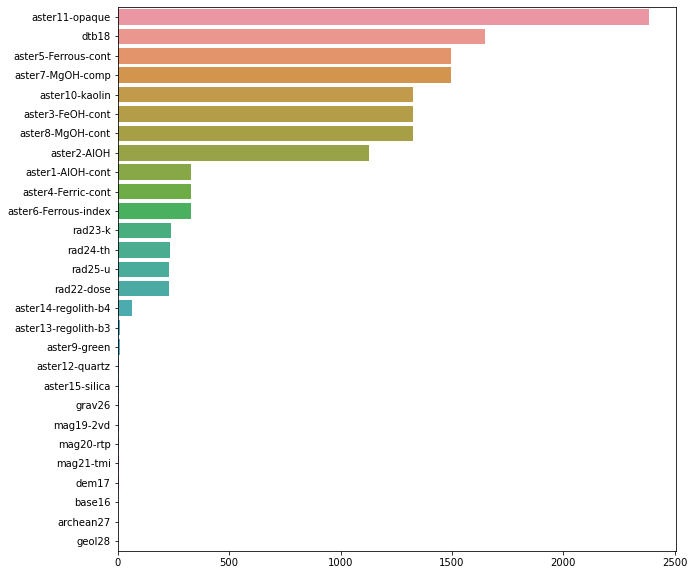 aster11-opaque
dtb18
aster5-Ferrous-cont
aster7-MgOH-comp
aster10-kaolin
aster3-FeOH-cont
aster8-MgOH-cont
aster2-AlOH
aster1-AlOH-cont
aster4-Ferric-cont
aster6-Ferrous-index
rad23-k
rad24-th
rad25-u
rad22-dose
aster14-regolith-b4
aster13-regolith-b3
aster9-green
aster12-quartz
aster15-silica
grav26
mag19-2vd
mag20-rtp
mag21-tmi
dem17
base16
archean27
geol28
0 500 1000 1500 2000 2500